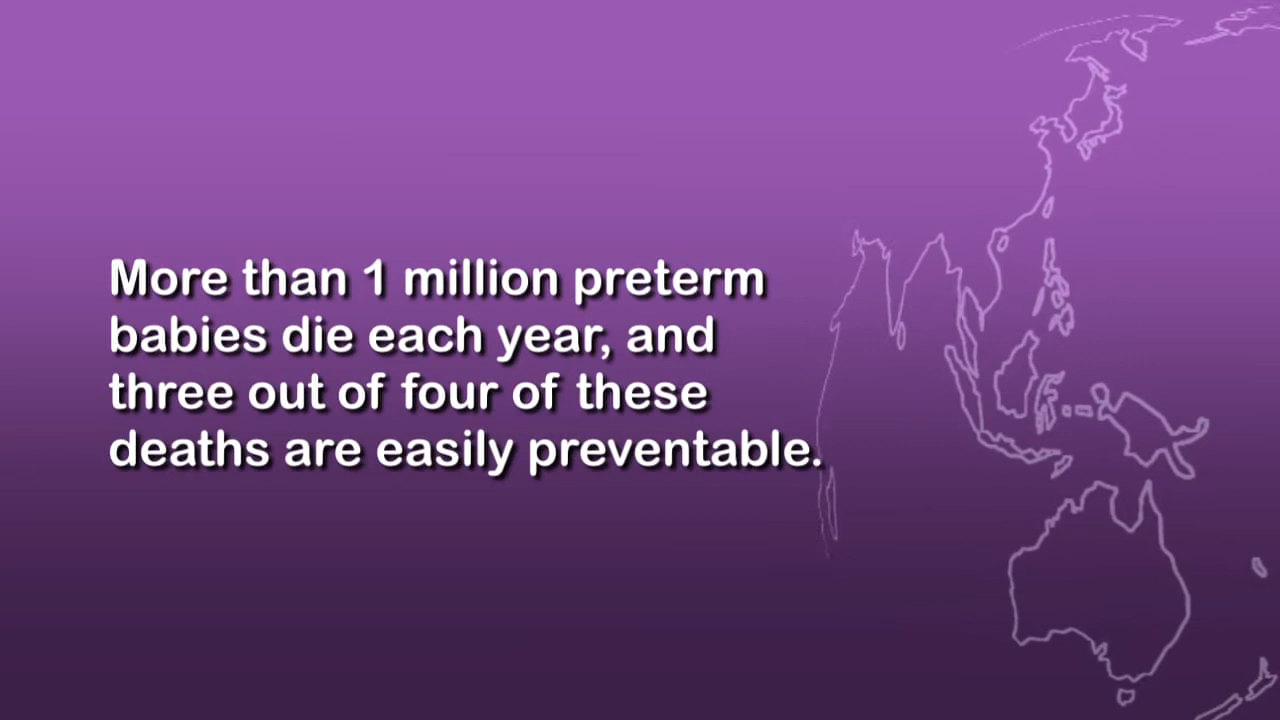 More than 1 million preterm
babies die each year, and
three out of four of these
deaths are easily preventable.